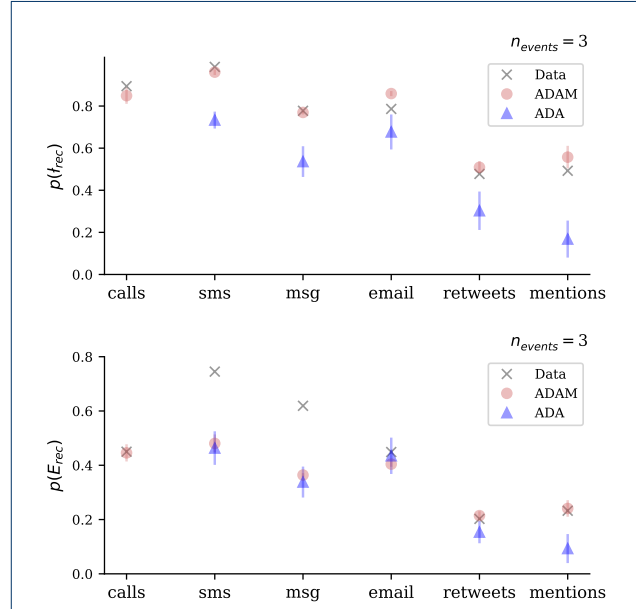 n_events = 3
Data
ADAM
ADA
p(ł_rec)
0.8
0.6
0.4
0.2
0.0
calls sms msg email retweets mentions
n_events = 3
Data
ADAM
ADA
p(E_rec)
0.8
0.6
0.4
0.2
0.0
calls sms msg email retweets mentions